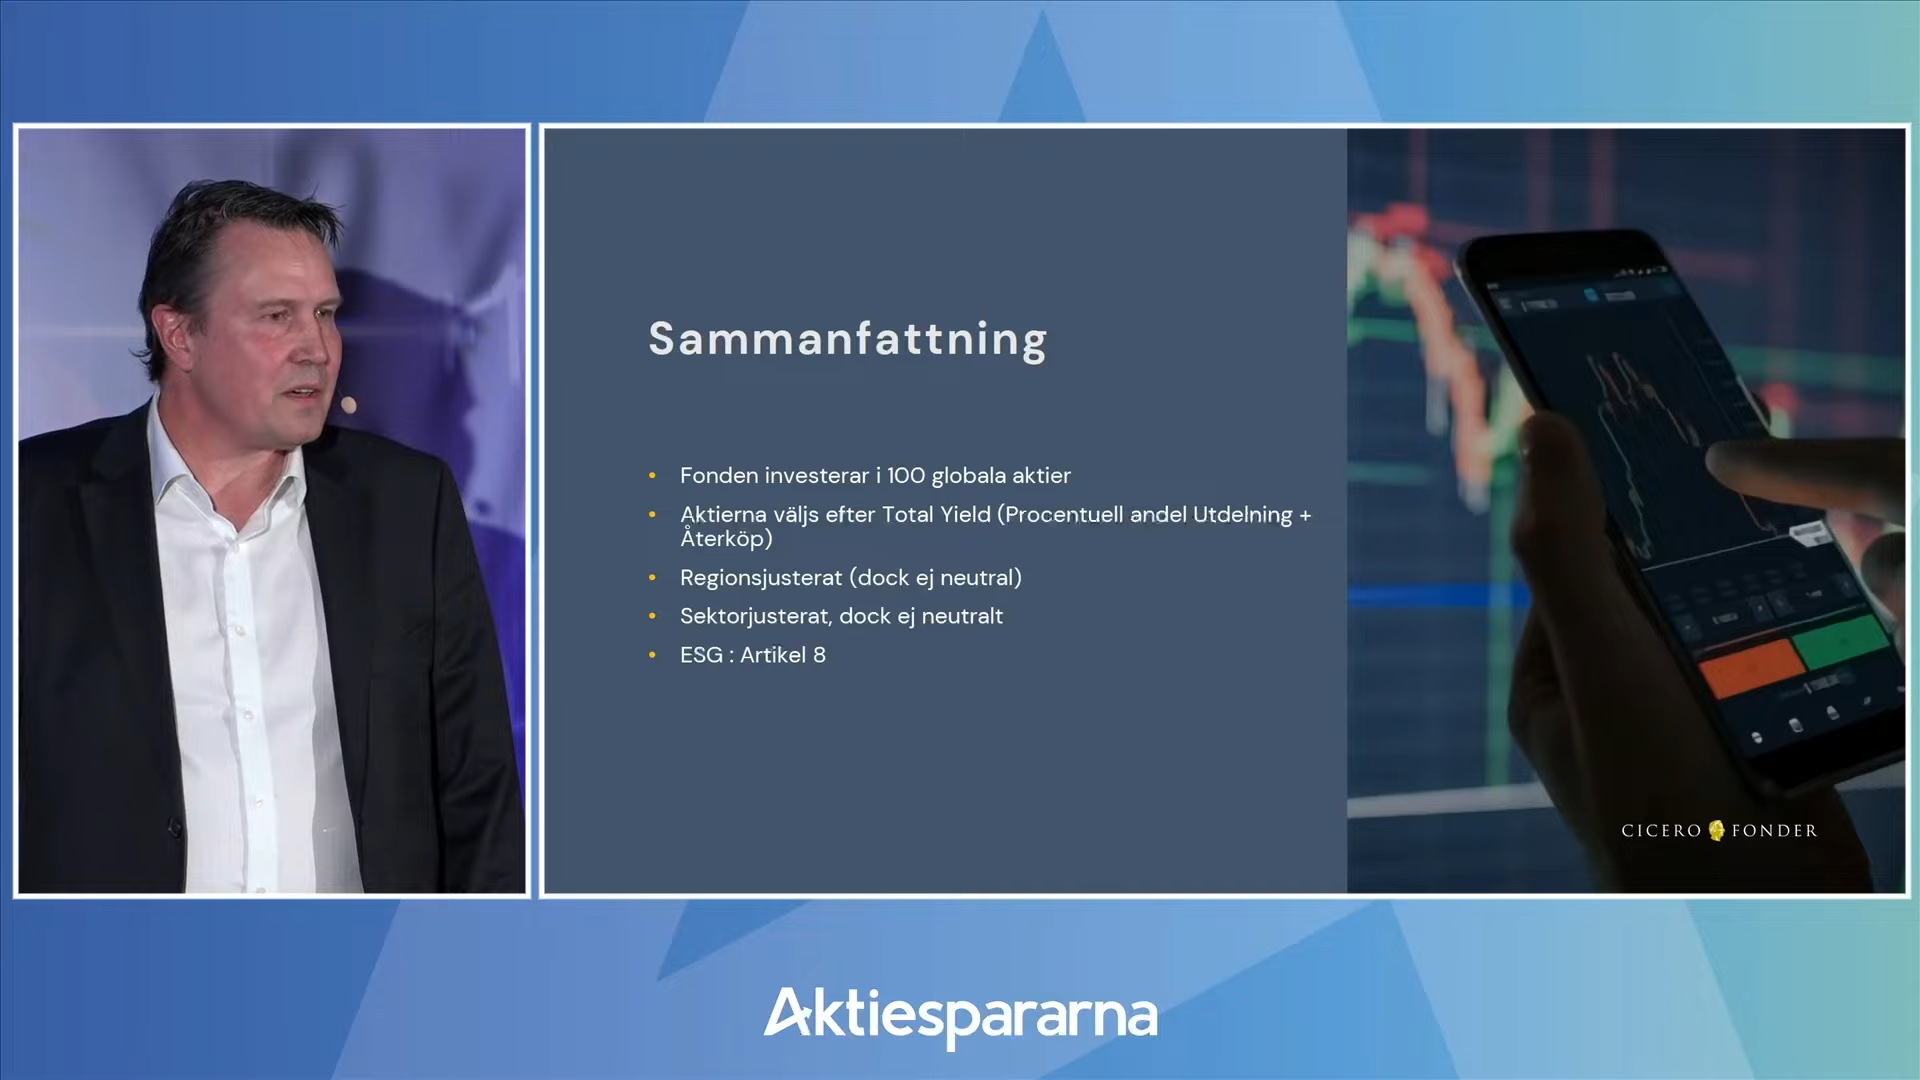 Sammanfattning
• Fonden investerar i 100 globala aktier
• Aktierna väljs efter Total Yield (Procentuell andel Utdelning +
Återköp)
• Regionsjusterat (dock ej neutral)
• Sektorjusterat, dock ej neutralt
• ESG : Artikel 8
CICERO FONDER
Aktiespararna